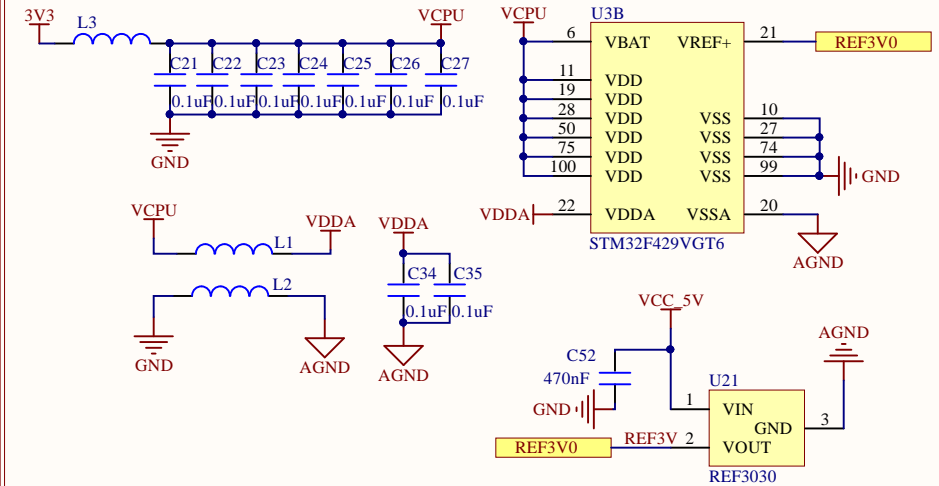 3V3
L3
VCPU
C21 C22 C23 C24 C25 C26 C27
0.1uF 0.1uF 0.1uF 0.1uF 0.1uF 0.1uF 0.1uF
GND
VCPU
U3B
6 VBAT VREF+ 21 REF3V0
11 VDD
19 VDD
28 VDD VSS 10
50 VDD VSS 27
75 VDD VSS 74
100 VDD VSS 99
GND
VDDA 22 VDDA VSSA 20
STM32F429VGT6
AGND
VCPU
L1
VDDA
L2
GND
AGND
VDDA
C34 C35
0.1uF 0.1uF
AGND
VCC_5V
C52
470nF
GND
AGND
U21
1 VIN
GND 3
REF3V0 REF3V 2 VOUT
REF3030